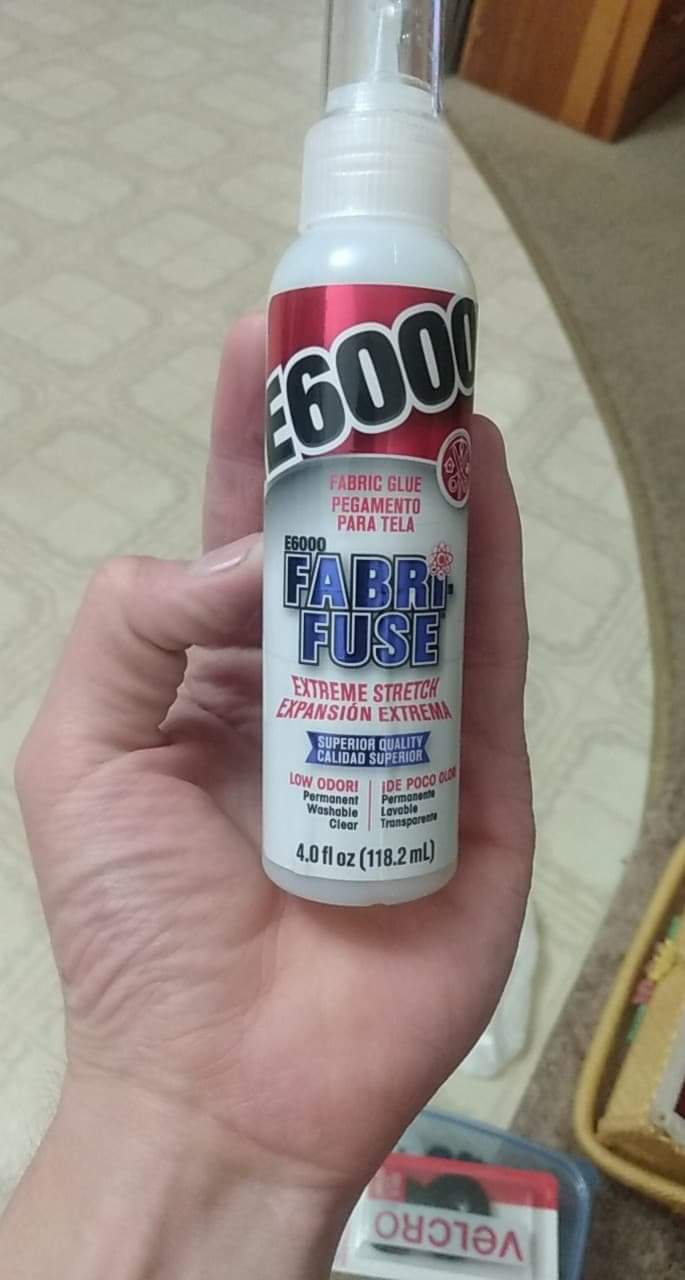 E6000
FABRIC GLUE
PEGAMENTO
PARA TELA
E6000
FABRI-
FUSE
EXTREME STRETCH
EXPANSIÓN EXTREMA
SUPERIOR QUALITY
CALIDAD SUPERIOR
LOW ODOR!
Permanent
Washable
Clear
¡DE POCO OLOR
Permanente
Lavable
Transparente
4.0 fl oz (118.2 mL)
VELCRO